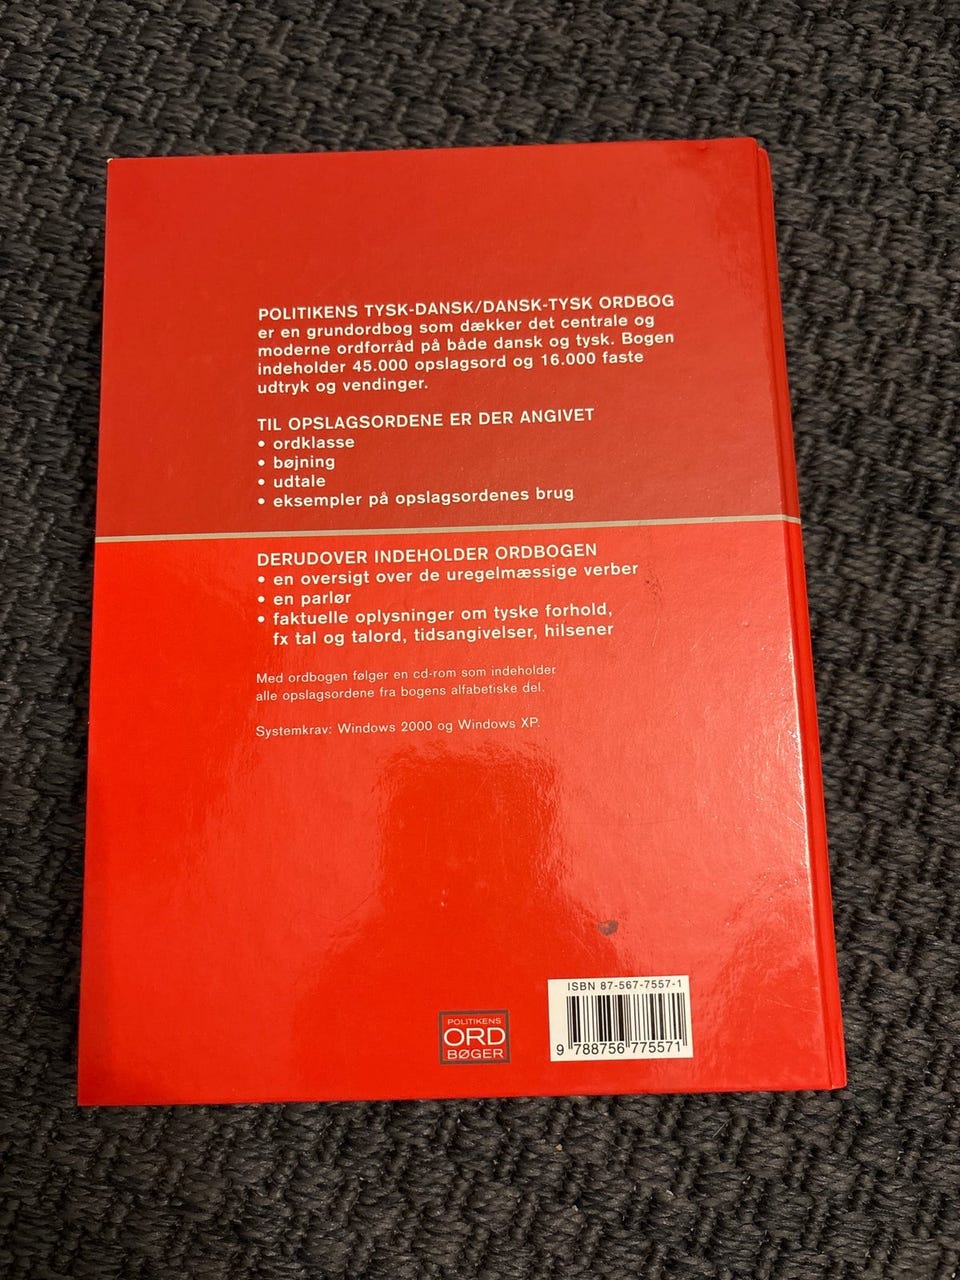 POLITIKENS TYSK-DANSK/DANSK-TYSK ORDBOG
er en grundordbog som dækker det centrale og
moderne ordforråd på både dansk og tysk. Bogen
indeholder 45.000 opslagsord og 16.000 faste
udtryk og vendinger.
TIL OPSLAGSORDENE ER DER ANGIVET
• ordklasse
• bøjning
• udtale
• eksempler på opslagsordenes brug
DERUDOVER INDEHOLDER ORDBOGEN
• en oversigt over de uregelmæssige verber
• en parlør
• faktuelle oplysninger om tyske forhold,
fx tal og talord, tidsangivelser, hilsener
Med ordbogen følger en cd-rom som indeholder
alle opslagsordene fra bogens alfabetiske del.
Systemkrav: Windows 2000 og Windows XP.
POLITIKENS
ORD
BØGER
ISBN 87-567-7557-1
9 788756 775571